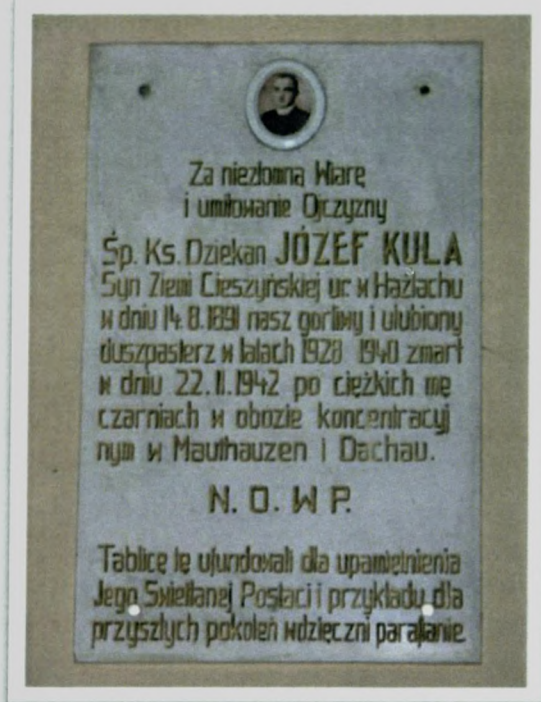 Za niezłomną Wiarę
i umiłowanie Ojczyzny
Śp. Ks. Dziekan JÓZEF KULA
Syn Ziemi Cieszyńskiej ur. w Hażlachu
w dniu 14.8.1891 nasz gorliwy i ulubiony
duszpasterz w latach 1928 1940 zmarł
w dniu 22.II.1942 po ciężkich mę
czarniach w obozie koncentracyj
nym w Mauthauzen i Dachau.
N. O. W P.
Tablicę tę ufundowali dla upamiętnienia
Jego Świetlanej Postaci i przykładu dla
przyszłych pokoleń wdzięczni parafianie